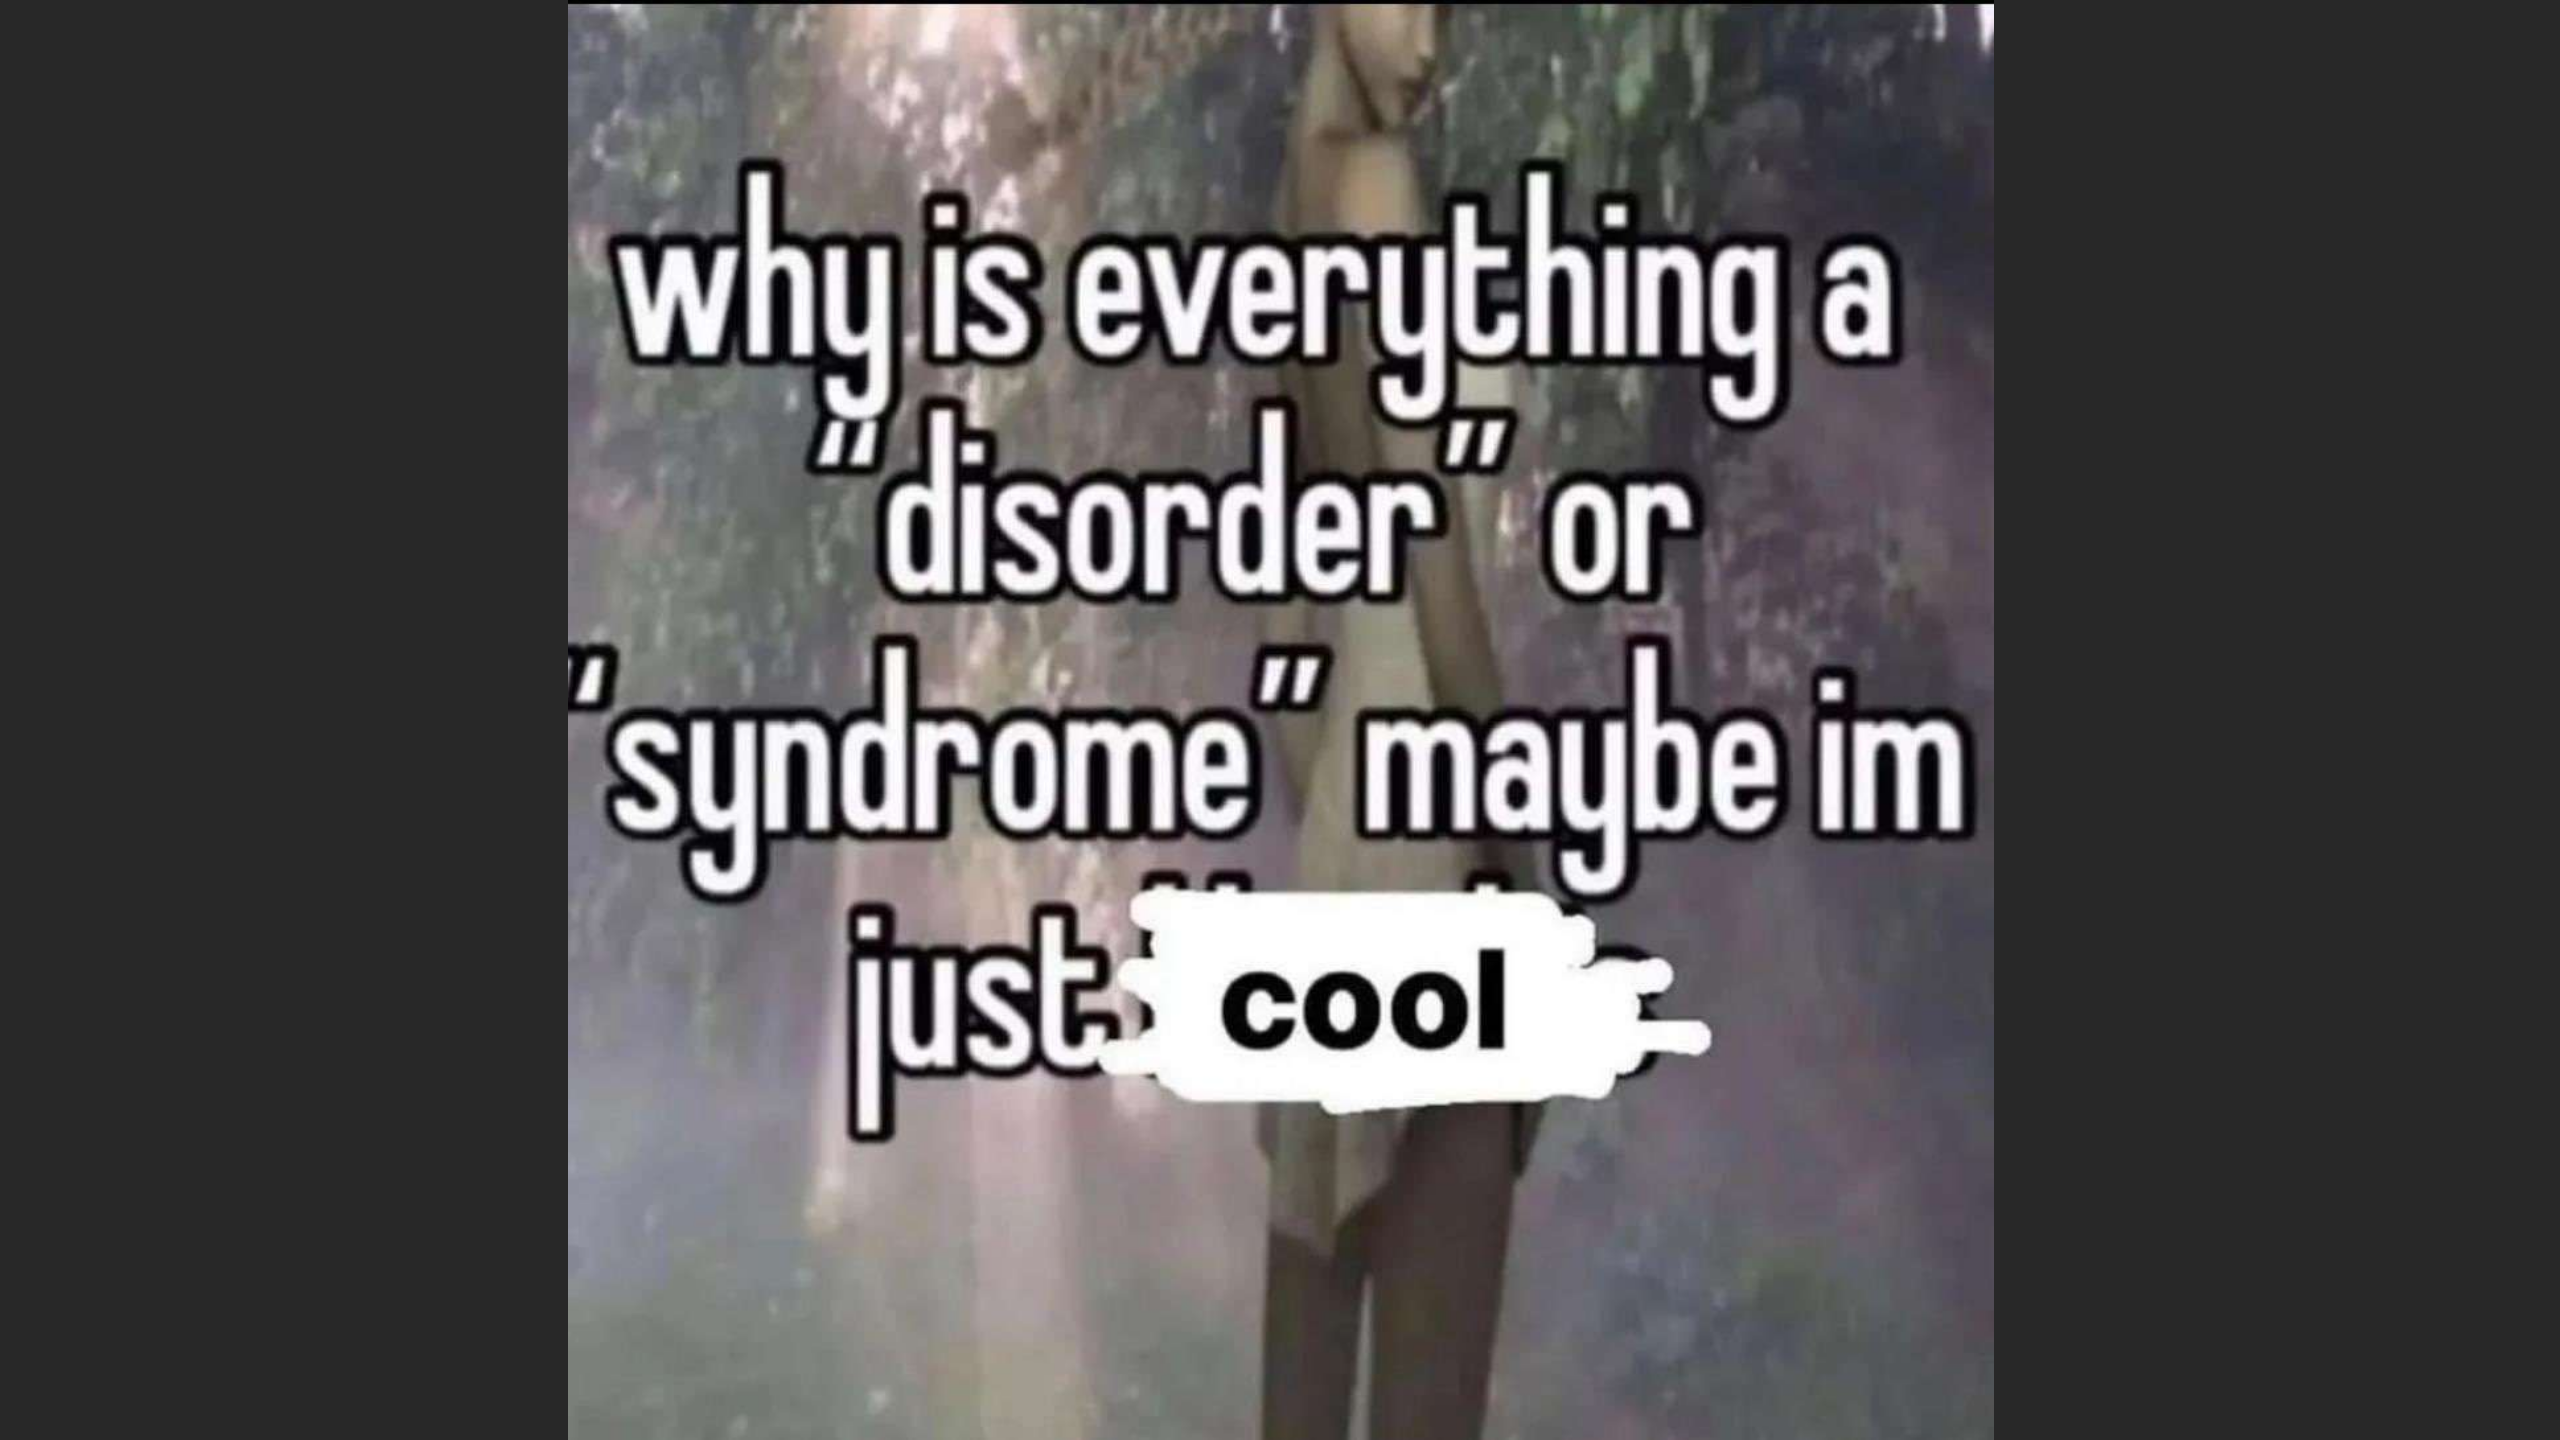 why is everything a
"disorder" or
"syndrome" maybe im
just cool